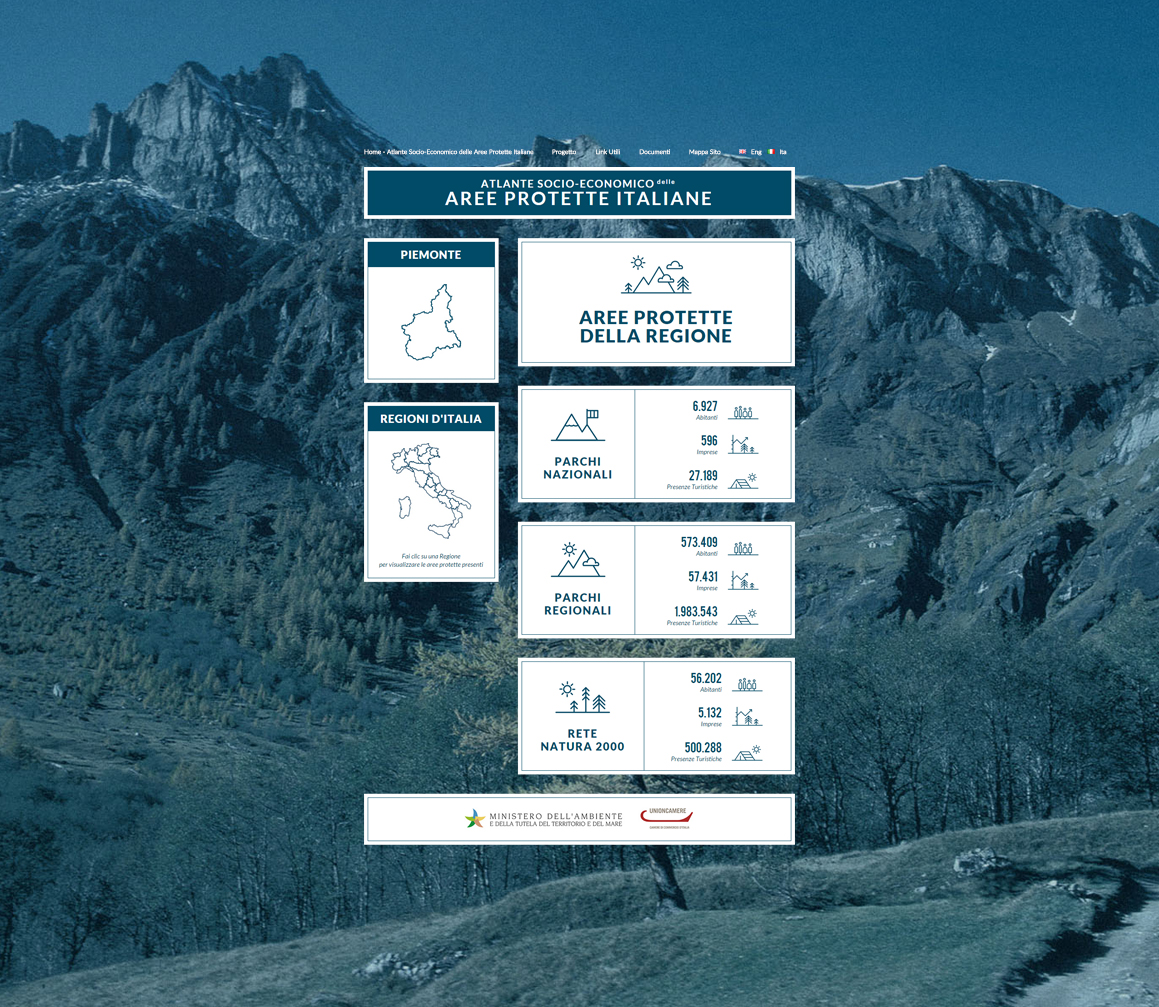 Home - Atlante Socio-Economico delle Aree Protette Italiane
Progetto
Link Utili
Documenti
Mappa Sito
Eng
Ita
ATLANTE SOCIO-ECONOMICO delle
AREE PROTETTE ITALIANE
PIEMONTE
REGIONI D'ITALIA
Fai clic su una Regione
per visualizzare le aree protette presenti
AREE PROTETTE
DELLA REGIONE
PARCHI
NAZIONALI
6.927
Abitanti
596
Imprese
27.189
Presenze Turistiche
PARCHI
REGIONALI
573.409
Abitanti
57.431
Imprese
1.983.543
Presenze Turistiche
RETE
NATURA 2000
56.202
Abitanti
5.132
Imprese
500.288
Presenze Turistiche
MINISTERO DELL'AMBIENTE
E DELLA TUTELA DEL TERRITORIO E DEL MARE
UNIONCAMERE
CAMERE DI COMMERCIO D'ITALIA